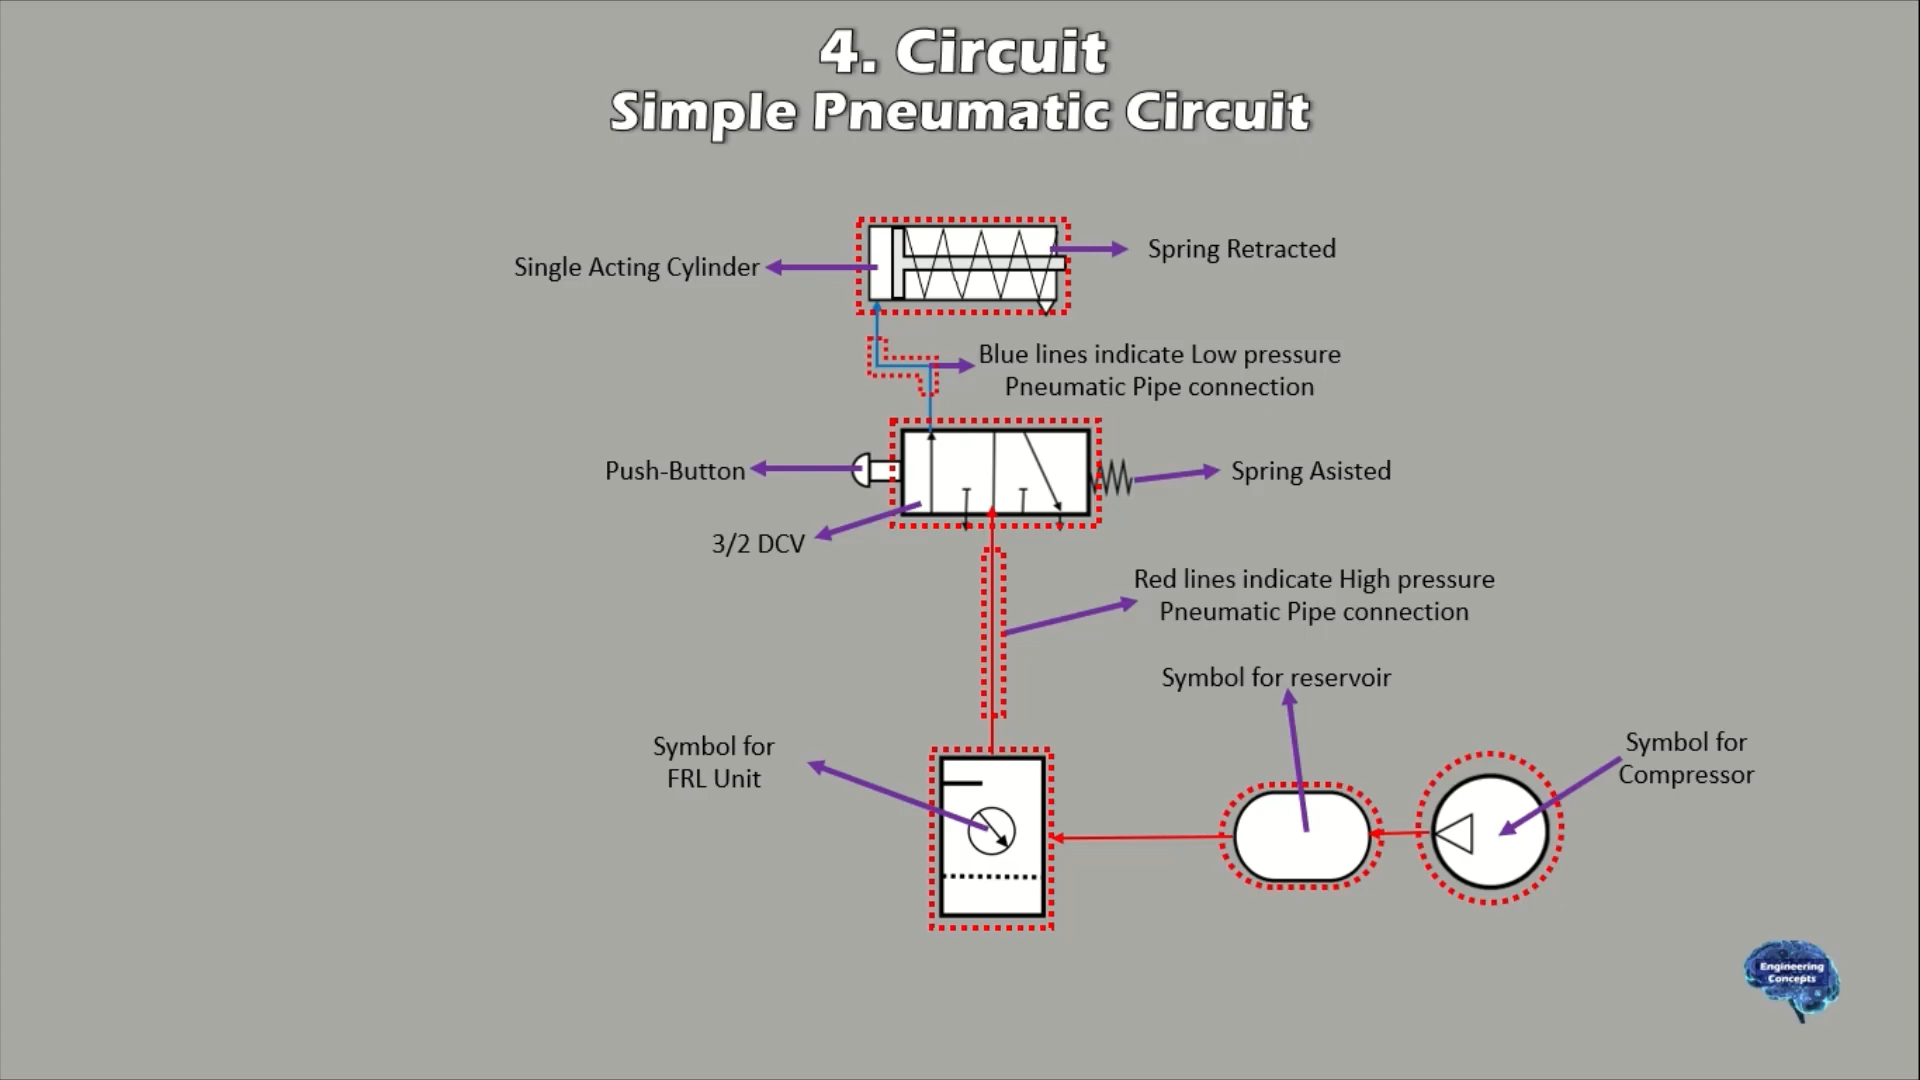 4. Circuit
Simple Pneumatic Circuit
Single Acting Cylinder
Spring Retracted
Blue lines indicate Low pressure
Pneumatic Pipe connection
Push-Button
Spring Asisted
3/2 DCV
Red lines indicate High pressure
Pneumatic Pipe connection
Symbol for reservoir
Symbol for
FRL Unit
Symbol for
Compressor
Engineering
Concepts